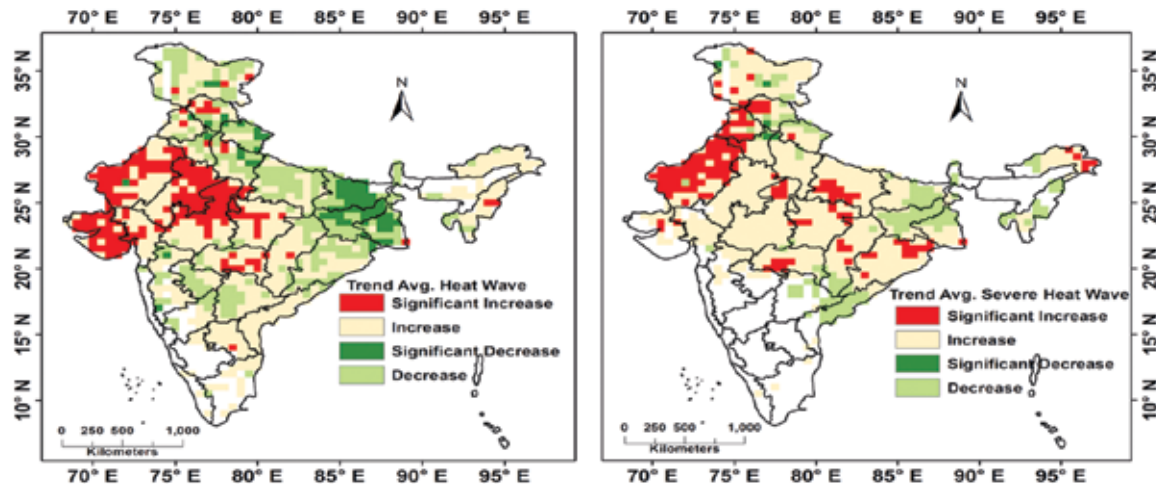 70° E 75° E 80° E 85° E 90° E 95° E
70° E 75° E 80° E 85° E 90° E 95° E
35° N
30° N
25° N
20° N
15° N
10° N
N
Trend Avg. Heat Wave
Significant Increase
Increase
Significant Decrease
Decrease
0 250 500 1,000
Kilometers
N
Trend Avg. Severe Heat Wave
Significant Increase
Increase
Significant Decrease
Decrease
0 250 500 1,000
Kilometers
35° N
30° N
25° N
20° N
15° N
10° N
70° E 75° E 80° E 85° E 90° E 95° E
70° E 75° E 80° E 85° E 90° E 95° E